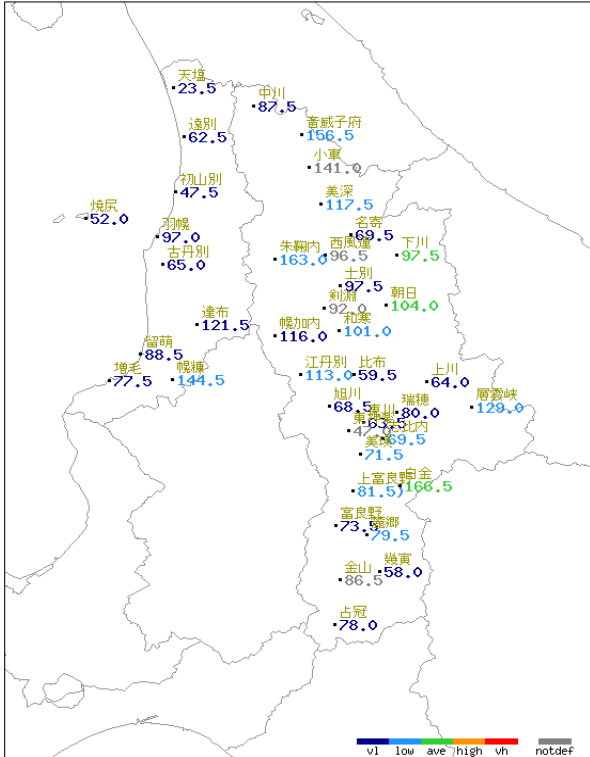 天塩
23.5
中川
87.5
遠別
62.5
音威子府
156.5
小車
141.0
初山別
47.5
美深
117.5
焼尻
52.0
羽幌
97.0
名寄
69.5
古丹別
65.0
朱鞠内
163.0
西風連
96.5
下川
97.5
士別
97.5
剣淵
92.0
朝日
104.0
達布
121.5
幌加内
116.0
和寒
101.0
留萌
88.5
増毛
77.5
幌糠
144.5
江丹別
113.0
比布
59.5
上川
64.0
旭川
68.5
東川
63.5
瑞穂
80.0
層雲峡
129.0
47.0
志比内
69.5
美瑛
71.5
上富良野
81.5)
白金
166.5
富良野
73.5
麓郷
79.5
金山
86.5
幾寅
58.0
占冠
78.0
vl low ave high vh notdef